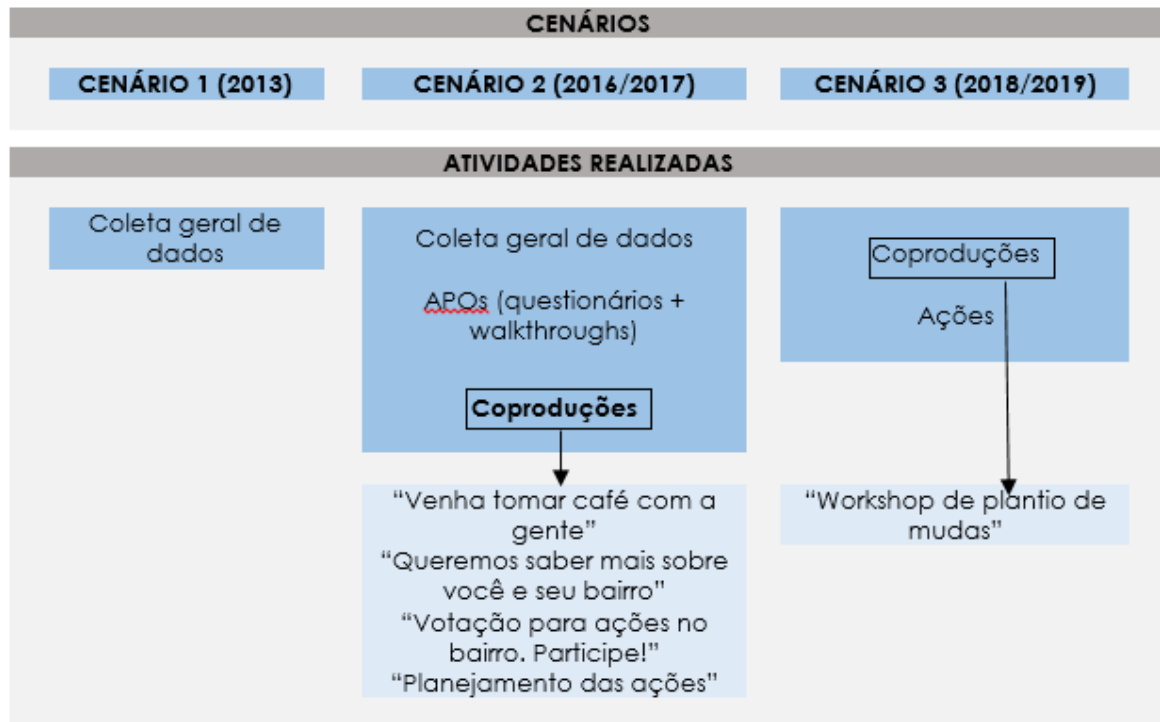 CENÁRIOS
CENÁRIO 1 (2013)
CENÁRIO 2 (2016/2017)
CENÁRIO 3 (2018/2019)
ATIVIDADES REALIZADAS
Coleta geral de
dados
Coleta geral de dados
APOs (questionários +
walkthroughs)
Coproduções
“Venha tomar café com a
gente”
“Queremos saber mais sobre
você e seu bairro”
“Votação para ações no
bairro. Participe!”
“Planejamento das ações”
Coproduções
Ações
“Workshop de plantio de
mudas”